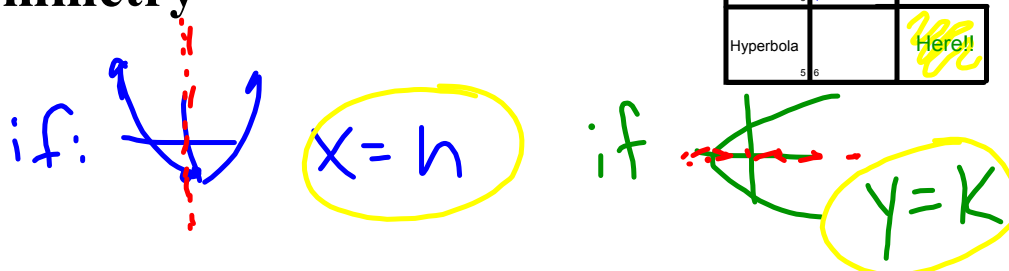 mmetry
Hyperbola
Here!!
5 6
if: x = h if y = k